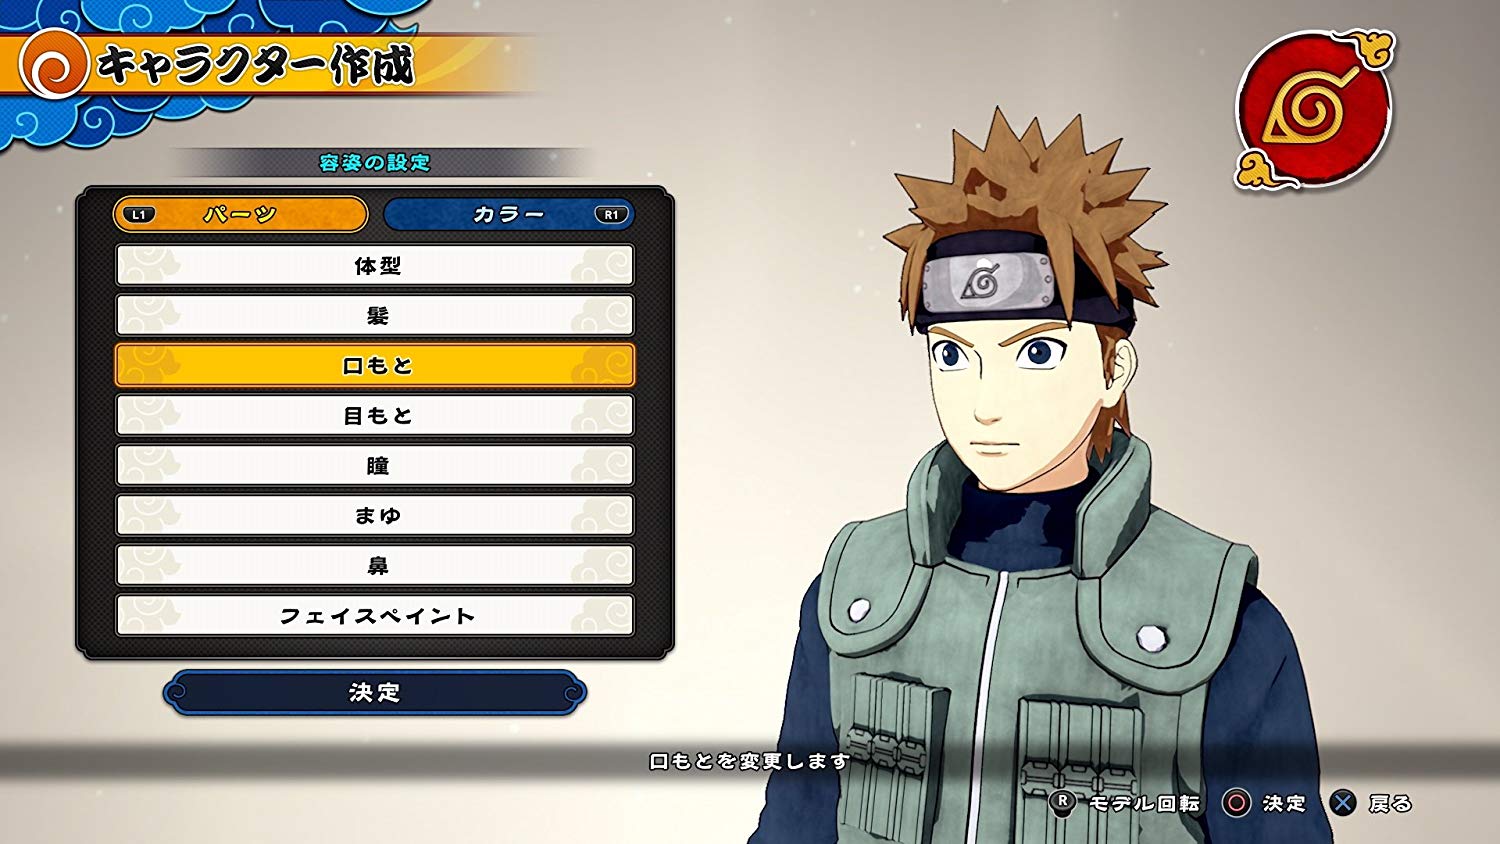 キャラクター作成
容姿の設定
L1 パーツ カラー R1
体型
髪
口もと
目もと
瞳
まゆ
鼻
フェイスペイント
決定
口もとを変更します
R モデル回転 決定 戻る